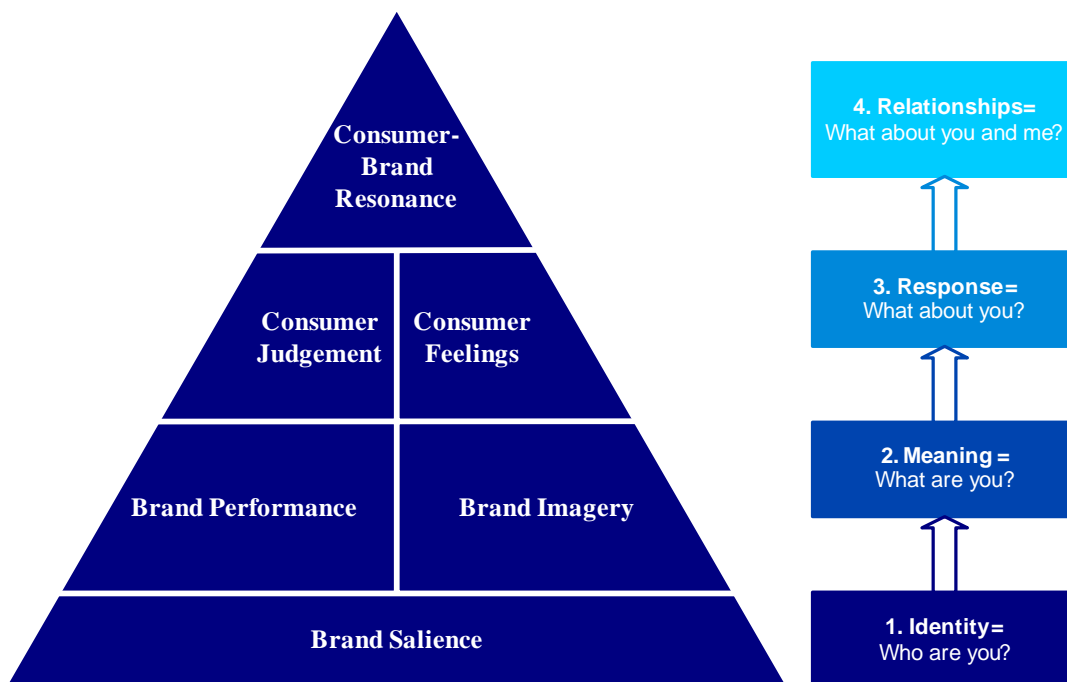 Consumer-
Brand
Resonance
Consumer
Judgement
Consumer
Feelings
Brand Performance
Brand Imagery
Brand Salience
4. Relationships=
What about you and me?
3. Response=
What about you?
2. Meaning =
What are you?
1. Identity=
Who are you?